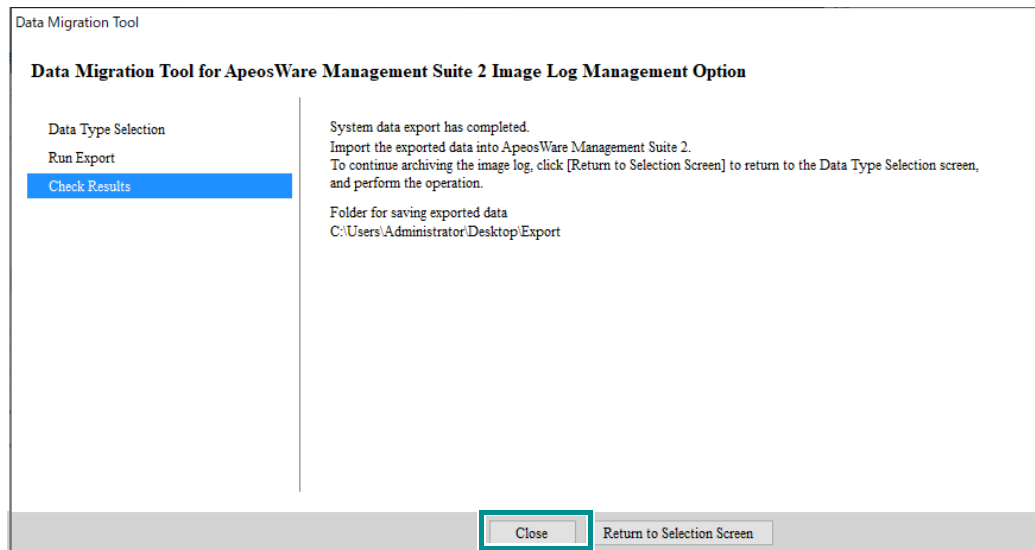 Data Migration Tool
Data Migration Tool for ApeosWare Management Suite 2 Image Log Management Option
Data Type Selection
Run Export
Check Results
System data export has completed.
Import the exported data into ApeosWare Management Suite 2.
To continue archiving the image log, click [Return to Selection Screen] to return to the Data Type Selection screen,
and perform the operation.
Folder for saving exported data
C:\Users\Administrator\Desktop\Export
Close
Return to Selection Screen